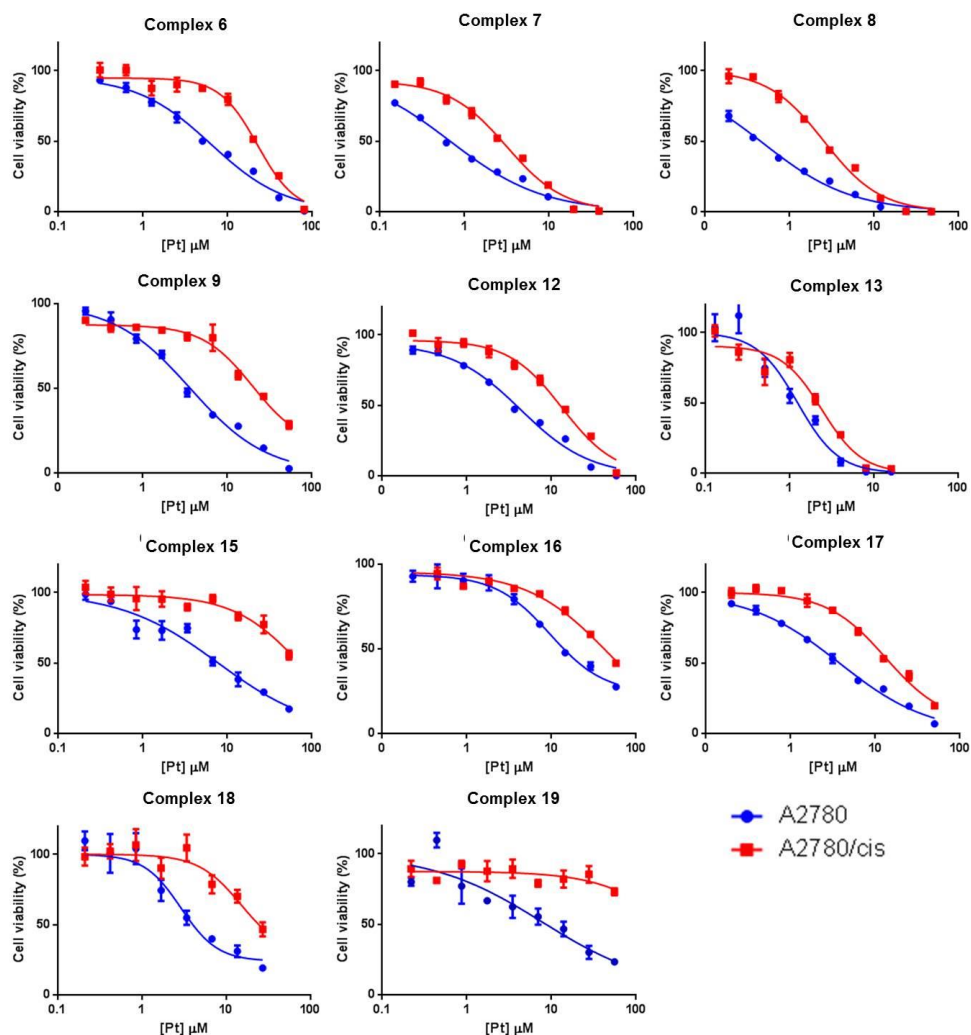 Complex 6
Complex 7
Complex 8
Cell viability (%)
100
50
0
0.1
1
10
100
[Pt] µM
Cell viability (%)
100
50
0
1
10
100
[Pt] µM
Cell viability (%)
100
50
0
0.1
1
10
100
[Pt] µM
Complex 9
Complex 12
Complex 13
Cell viability (%)
100
50
0
0
1
10
100
[Pt] µM
Cell viability (%)
100
50
0
0
1
10
100
[Pt] µM
Cell viability (%)
100
50
0
0.1
1
10
100
[Pt] µM
Complex 15
Complex 16
Complex 17
Cell viability (%)
100
50
0
0.1
1
10
100
[Pt] µM
Cell viability (%)
100
50
0
0.1
1
10
100
[Pt] µM
Cell viability (%)
100
50
0
0
1
10
100
[Pt] µM
Complex 18
Complex 19
Cell viability (%)
100
50
0
0.1
1
10
100
[Pt] µM
Cell viability (%)
100
50
0
0.1
1
10
100
[Pt] µM
A2780
A2780/cis